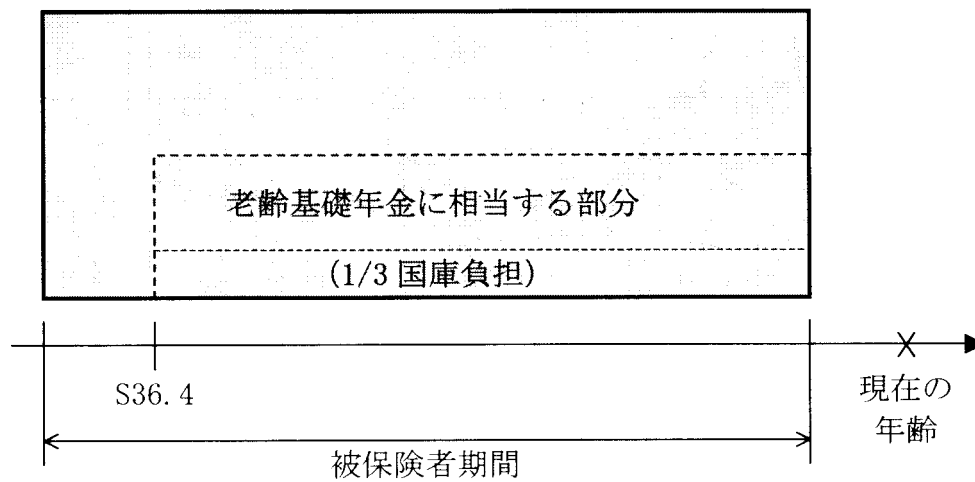 老齢基礎年金に相当する部分
(1/3 国庫負担)
S36.4
現在の
年齢
被保険者期間